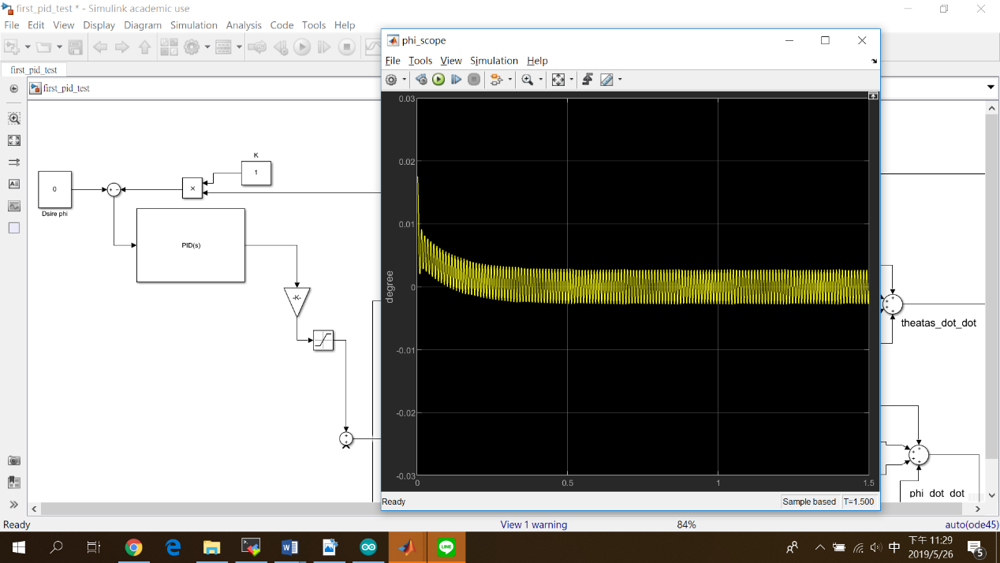 first_pid_test * - Simulink academic use
File Edit View Display Diagram Simulation Analysis Code Tools Help
first_pid_test
first_pid_test
K
1
0
+ -
×
Dsire phi
PID(s)
-K-
+
+
phi_scope
File Tools View Simulation Help
0.03
0.02
0.01
0
-0.01
-0.02
-0.03
degree
0 0.5 1 1.5
Ready
Sample based T=1.500
+
+
+
theatas_dot_dot
+
+
+
+
phi_dot_dot
Ready
View 1 warning
84%
auto(ode45)
W
LINE
中
下午 11:29
2019/5/26
5